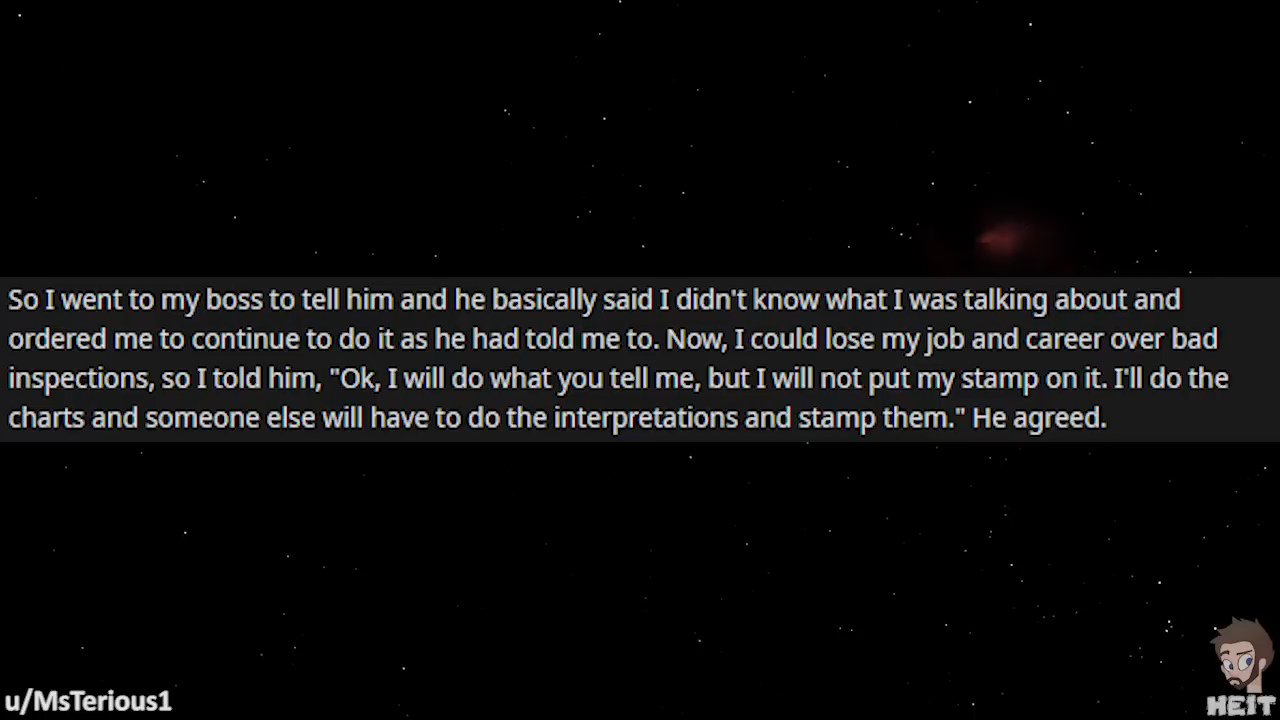 So I went to my boss to tell him and he basically said I didn't know what I was talking about and
ordered me to continue to do it as he had told me to. Now, I could lose my job and career over bad
inspections, so I told him, "Ok, I will do what you tell me, but I will not put my stamp on it. I'll do the
charts and someone else will have to do the interpretations and stamp them." He agreed.
u/MsTerious1
HEIT